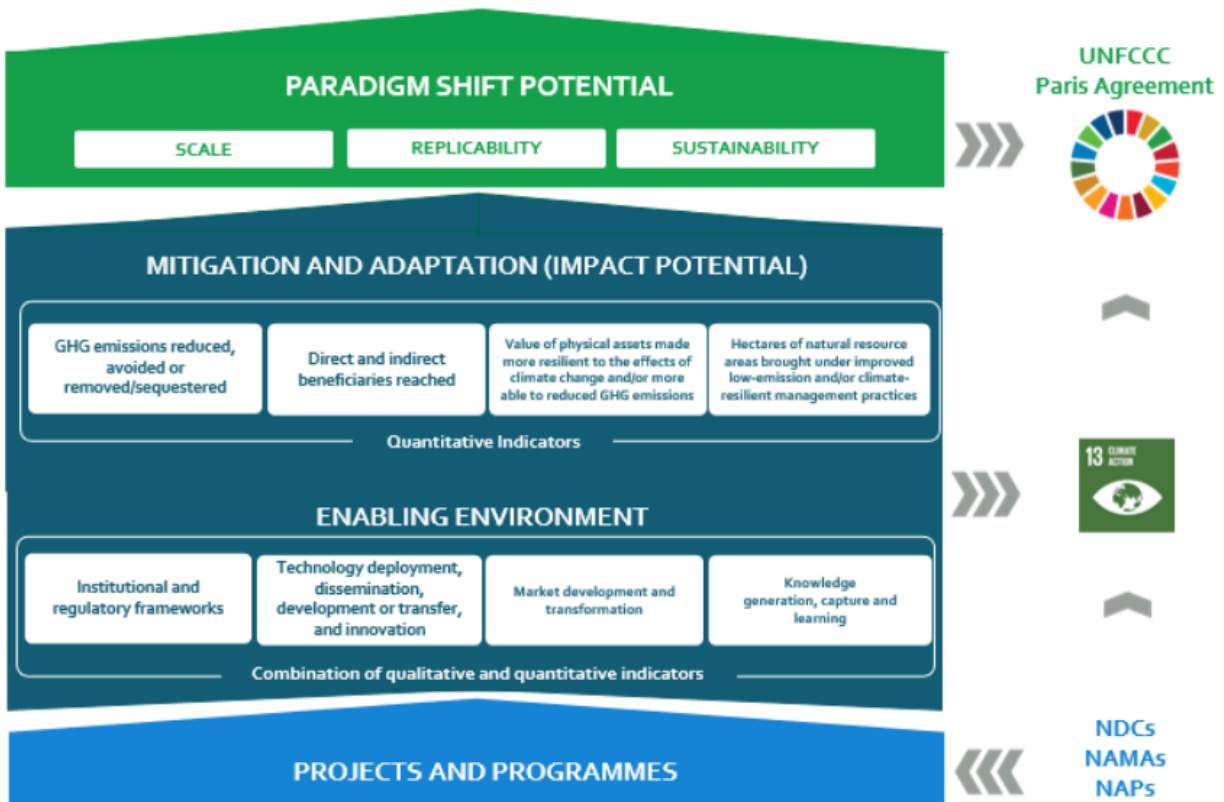 UNFCCC
Paris Agreement
PARADIGM SHIFT POTENTIAL
SCALE
REPLICABILITY
SUSTAINABILITY
MITIGATION AND ADAPTATION (IMPACT POTENTIAL)
GHG emissions reduced,
avoided or
removed/sequestered
Direct and indirect
beneficiaries reached
Value of physical assets made
more resilient to the effects of
climate change and/or more
able to reduced GHG emissions
Hectares of natural resource
areas brought under improved
low-emission and/or climate-
resilient management practices
Quantitative Indicators
13 CLIMATE
ACTION
ENABLING ENVIRONMENT
Institutional and
regulatory frameworks
Technology deployment,
dissemination,
development or transfer,
and innovation
Market development and
transformation
Knowledge
generation, capture and
learning
Combination of qualitative and quantitative indicators
PROJECTS AND PROGRAMMES
NDCs
NAMAs
NAPs